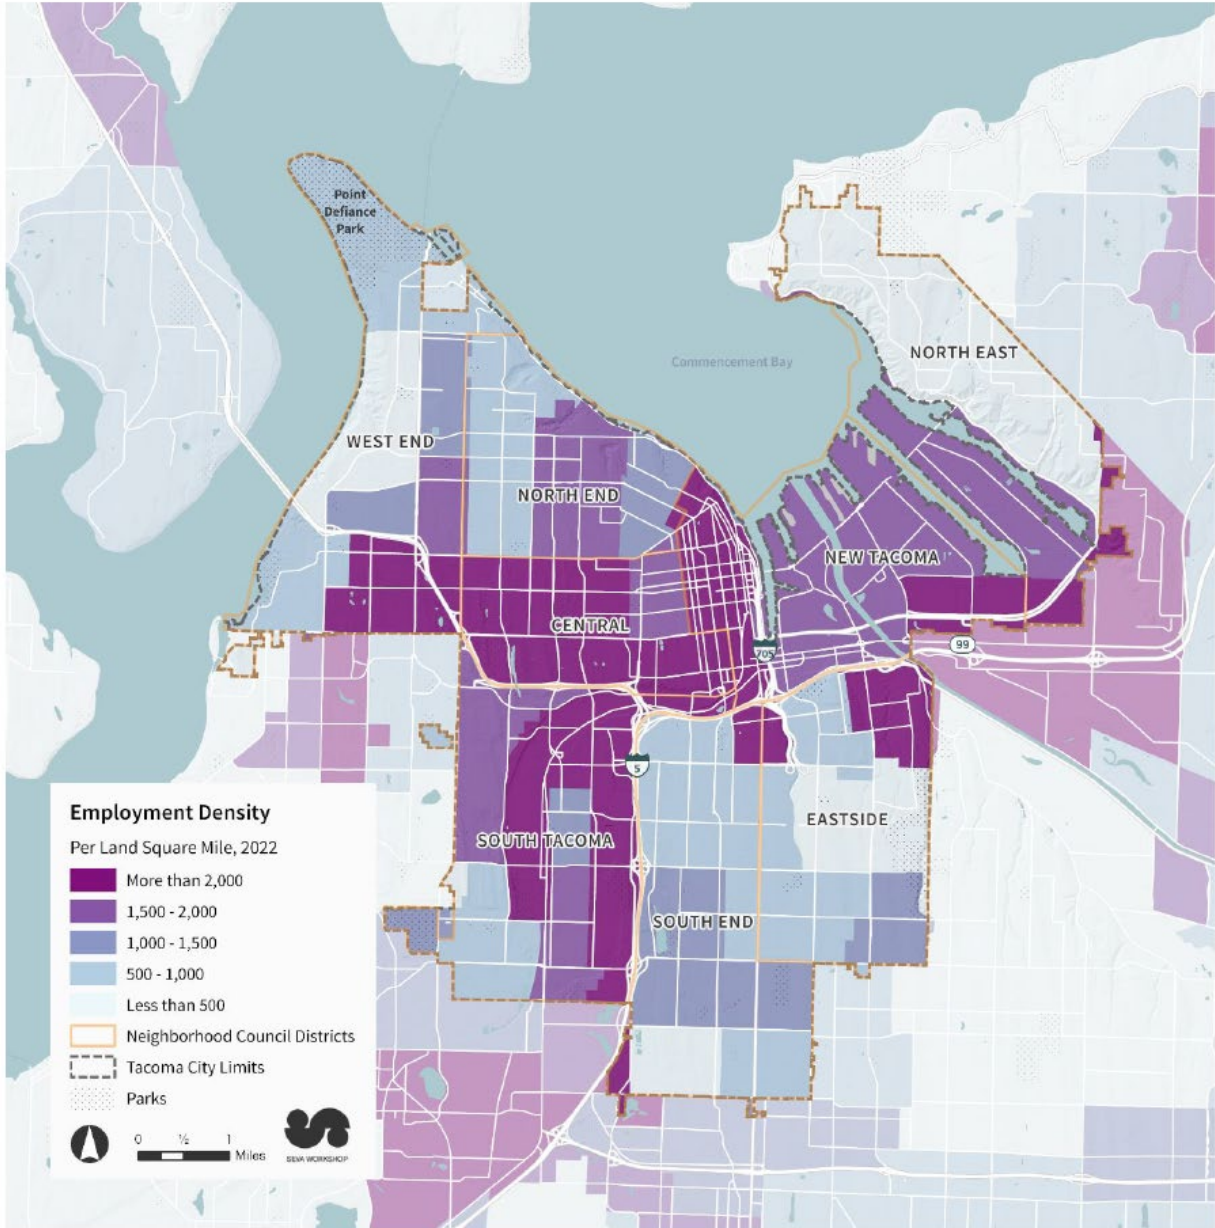 Point
Defiance
Park
NORTH EAST
Commencement Bay
WEST END
NORTH END
NEW TACOMA
CENTRAL
705
99
5
EASTSIDE
SOUTH TACOMA
SOUTH END
Employment Density
Per Land Square Mile, 2022
More than 2,000
1,500 - 2,000
1,000 - 1,500
500 - 1,000
Less than 500
Neighborhood Council Districts
Tacoma City Limits
Parks
0 ½ 1
Miles
SEVA WORKSHOP